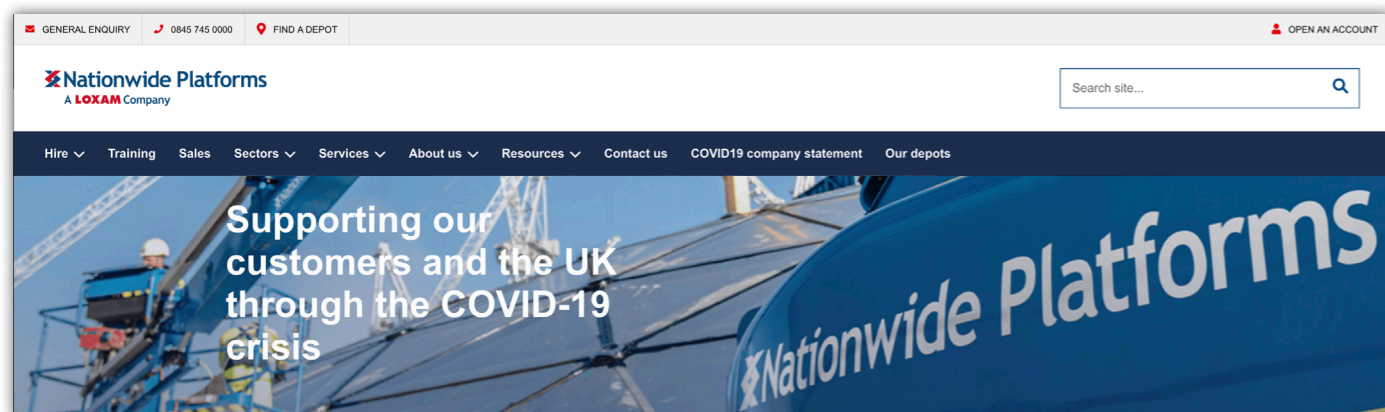 GENERAL ENQUIRY
0845 745 0000
FIND A DEPOT
OPEN AN ACCOUNT
Nationwide Platforms
A LOXAM Company
Search site...
Hire
Training
Sales
Sectors
Services
About us
Resources
Contact us
COVID19 company statement
Our depots
Supporting our
customers and the UK
through the COVID-19
crisis
Nationwide Platforms